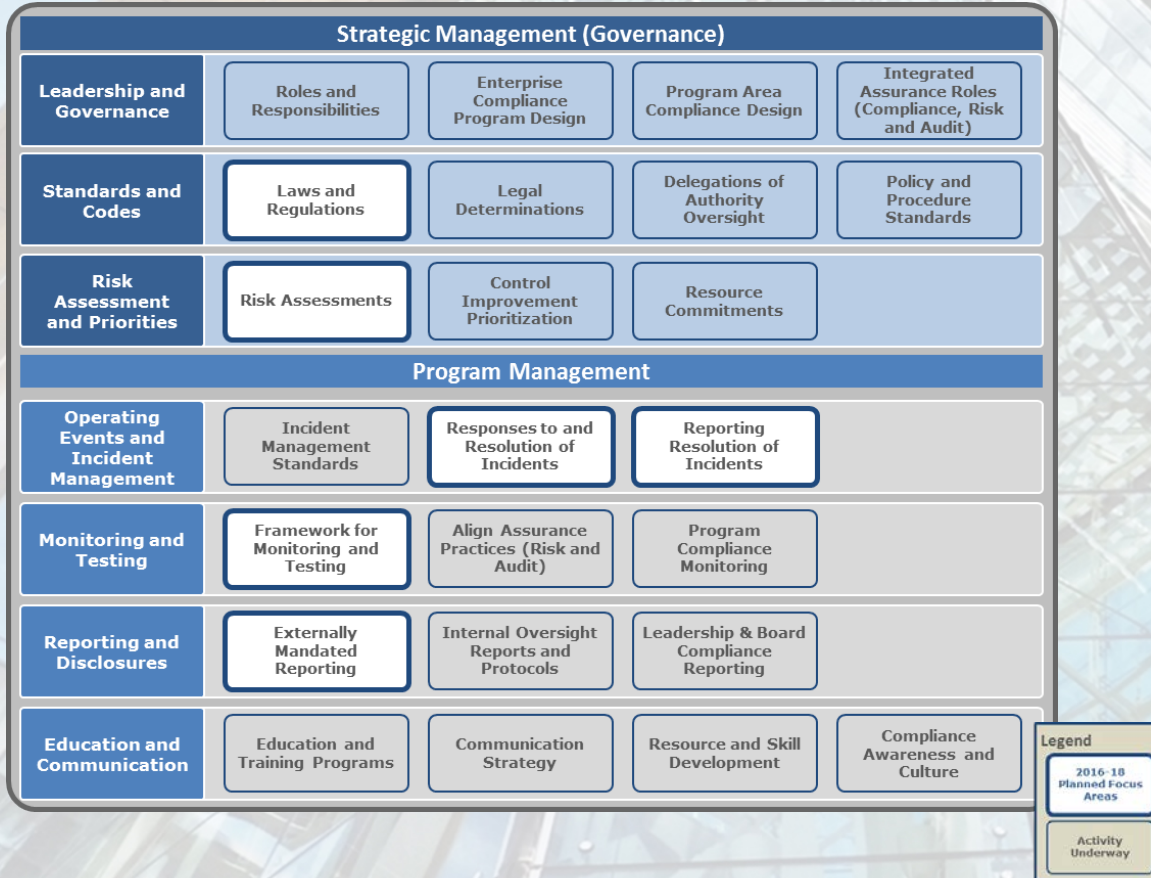 Strategic Management (Governance)
Leadership and
Governance
Roles and
Responsibilities
Enterprise
Compliance
Program Design
Program Area
Compliance Design
Integrated
Assurance Roles
(Compliance, Risk
and Audit)
Standards and
Codes
Laws and
Regulations
Legal
Determinations
Delegations of
Authority
Oversight
Policy and
Procedure
Standards
Risk
Assessment
and Priorities
Risk Assessments
Control
Improvement
Prioritization
Resource
Commitments
Program Management
Operating
Events and
Incident
Management
Incident
Management
Standards
Responses to and
Resolution of
Incidents
Reporting
Resolution of
Incidents
Monitoring and
Testing
Framework for
Monitoring and
Testing
Align Assurance
Practices (Risk and
Audit)
Program
Compliance
Monitoring
Reporting and
Disclosures
Externally
Mandated
Reporting
Internal Oversight
Reports and
Protocols
Leadership & Board
Compliance
Reporting
Education and
Communication
Education and
Training Programs
Communication
Strategy
Resource and Skill
Development
Compliance
Awareness and
Culture
Legend
2016-18
Planned Focus
Areas
Activity
Underway